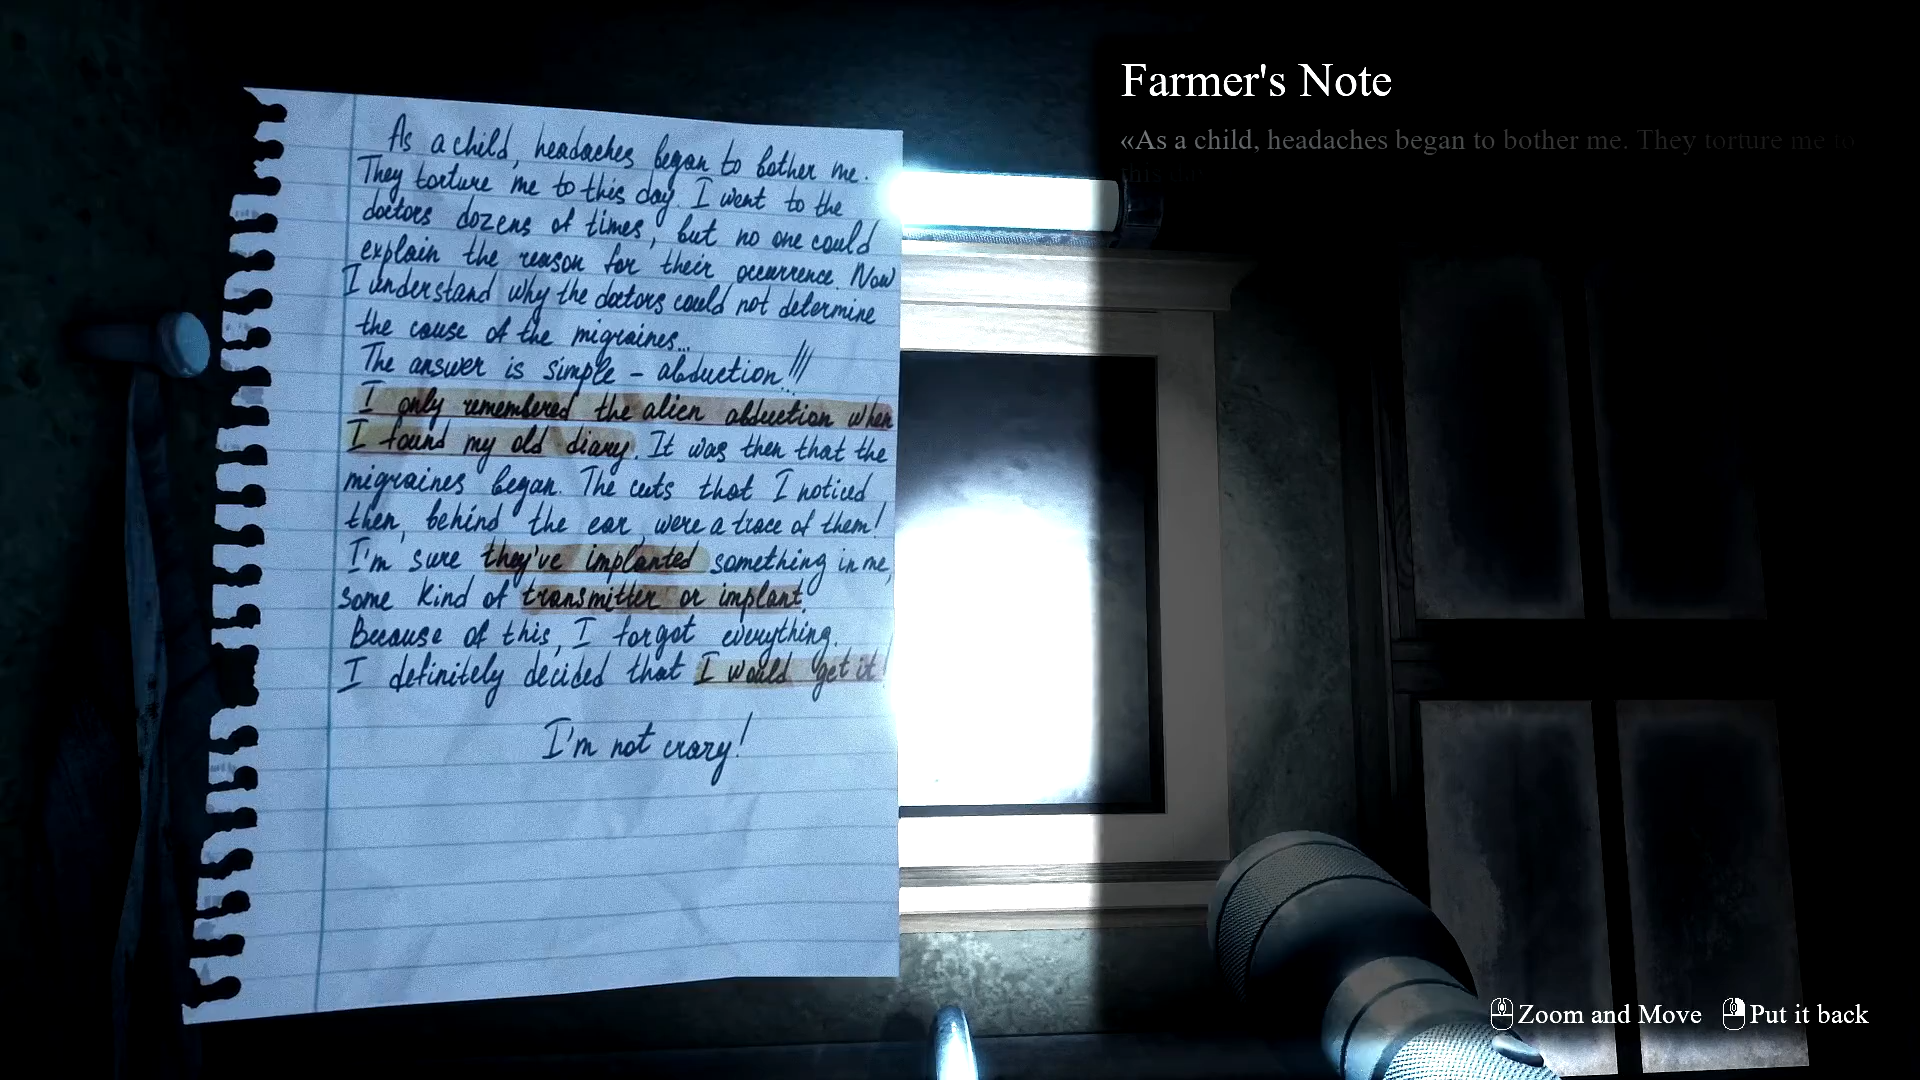 As a child, headaches began to bother me.
They torture me to this day. I went to the
doctors dozens of times, but no one could
explain the reason for their occurrence. Now
I understand why the doctors could not determine
the cause of the migraines...
The answer is simple - abduction!!!
I only remembered the alien abduction when
I found my old diary. It was then that the
migraines began. The cuts that I noticed
then, behind the ear, were a trace of them!
I'm sure they've implanted something in me,
some kind of transmitter or implant.
Because of this, I forgot everything.
I definitely decided that I would get it!
I'm not crazy!
Farmer's Note
«As a child, headaches began to bother me. They torture me to
this day.
Zoom and Move
Put it back